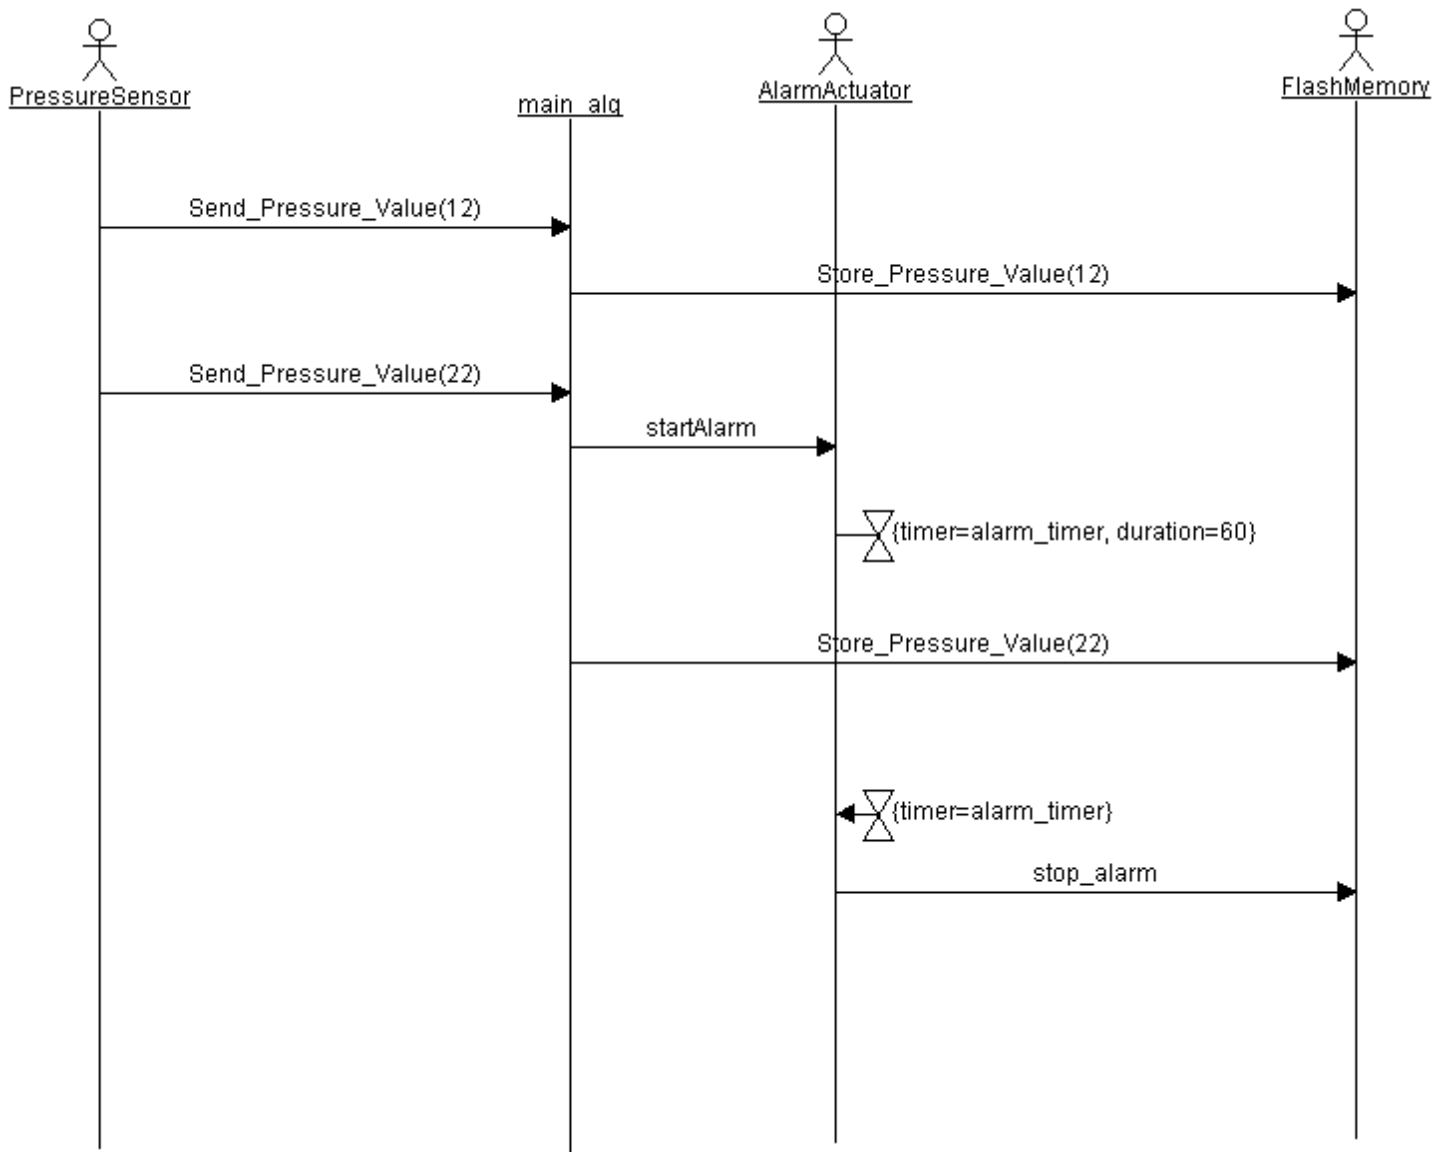 PressureSensor
main_alg
AlarmActuator
FlashMemory
Send_Pressure_Value(12)
Store_Pressure_Value(12)
Send_Pressure_Value(22)
startAlarm
{timer=alarm_timer, duration=60}
Store_Pressure_Value(22)
{timer=alarm_timer}
stop_alarm